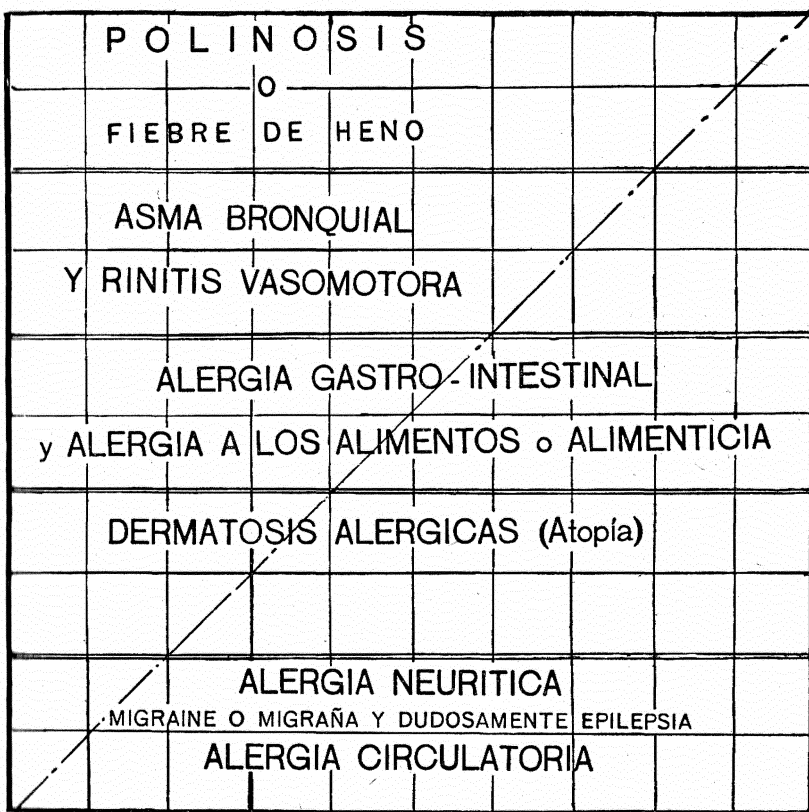 POLINOSIS
O
FIEBRE DE HENO
ASMA BRONQUIAL
Y RINITIS VASOMOTORA
ALERGIA GASTRO-INTESTINAL
y ALERGIA A LOS ALIMENTOS o ALIMENTICIA
DERMATOSIS ALERGICAS (Atopía)
ALERGIA NEURITICA
MIGRAINE O MIGRAÑA Y DUDOSAMENTE EPILEPSIA
ALERGIA CIRCULATORIA